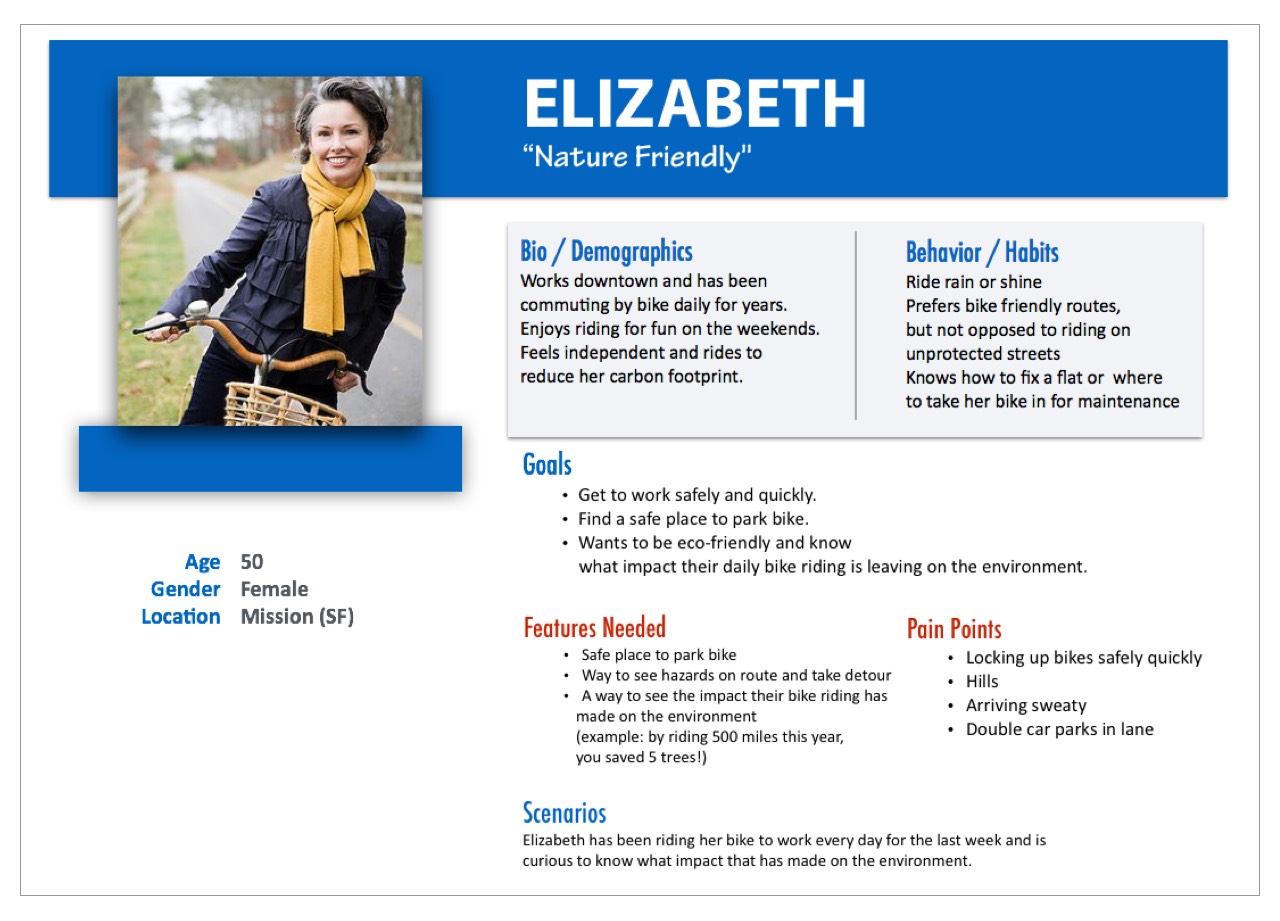 ELIZABETH
“Nature Friendly"
Bio / Demographics
Works downtown and has been
commuting by bike daily for years.
Enjoys riding for fun on the weekends.
Feels independent and rides to
reduce her carbon footprint.
Behavior / Habits
Ride rain or shine
Prefers bike friendly routes,
but not opposed to riding on
unprotected streets
Knows how to fix a flat or  where
to take her bike in for maintenance
Age 50
Gender Female
Location Mission (SF)
Goals
• Get to work safely and quickly.
• Find a safe place to park bike.
• Wants to be eco-friendly and know
what impact their daily bike riding is leaving on the environment.
Features Needed
• Safe place to park bike
• Way to see hazards on route and take detour
• A way to see the impact their bike riding has
made on the environment
(example: by riding 500 miles this year,
you saved 5 trees!)
Pain Points
• Locking up bikes safely quickly
• Hills
• Arriving sweaty
• Double car parks in lane
Scenarios
Elizabeth has been riding her bike to work every day for the last week and is
curious to know what impact that has made on the environment.